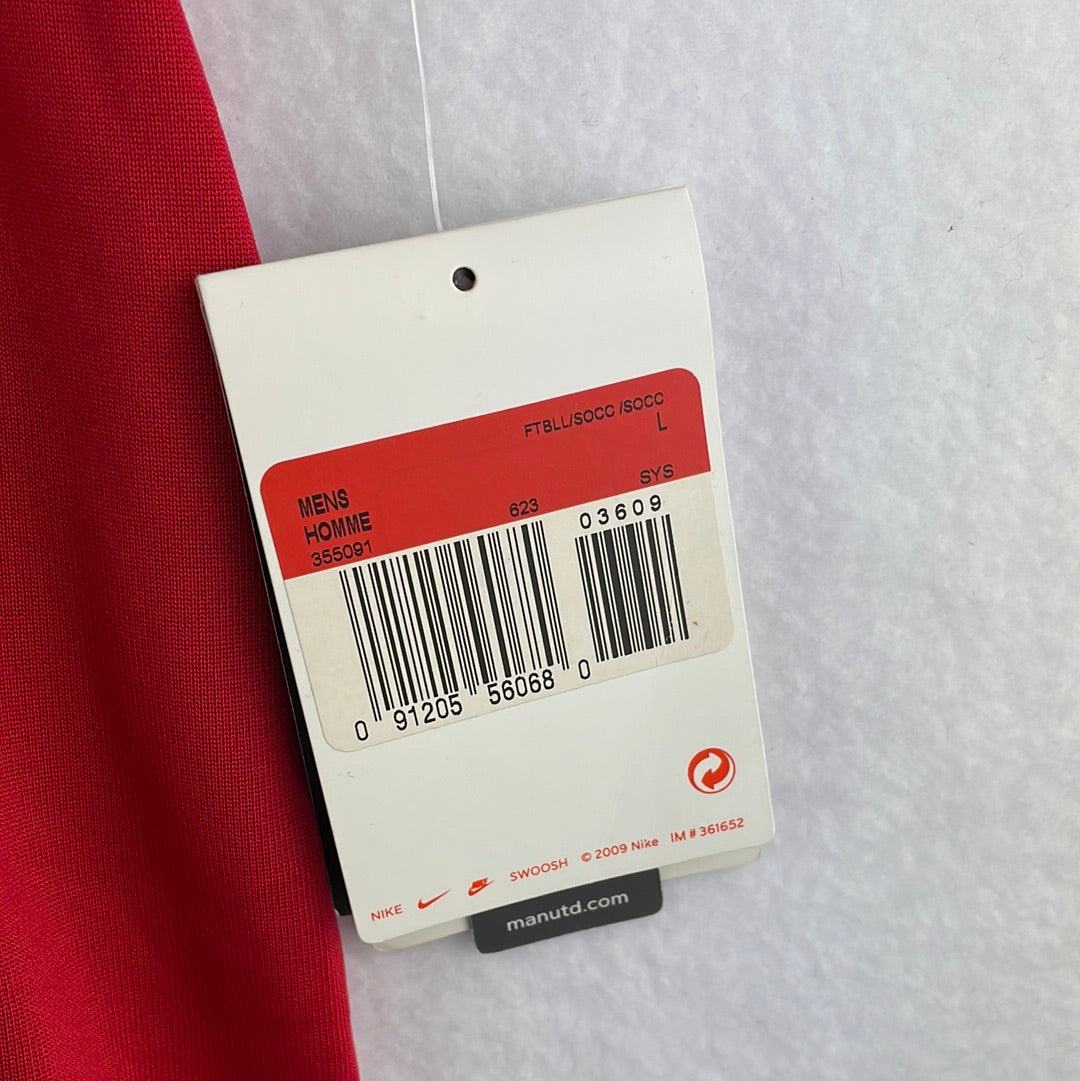 FTBLL/SOCC /SOCC
L
MENS
HOMME
SYS
355091
623
03609
0 91205 56068 0
NIKE SWOOSH © 2009 Nike IM # 361652
manutd.com